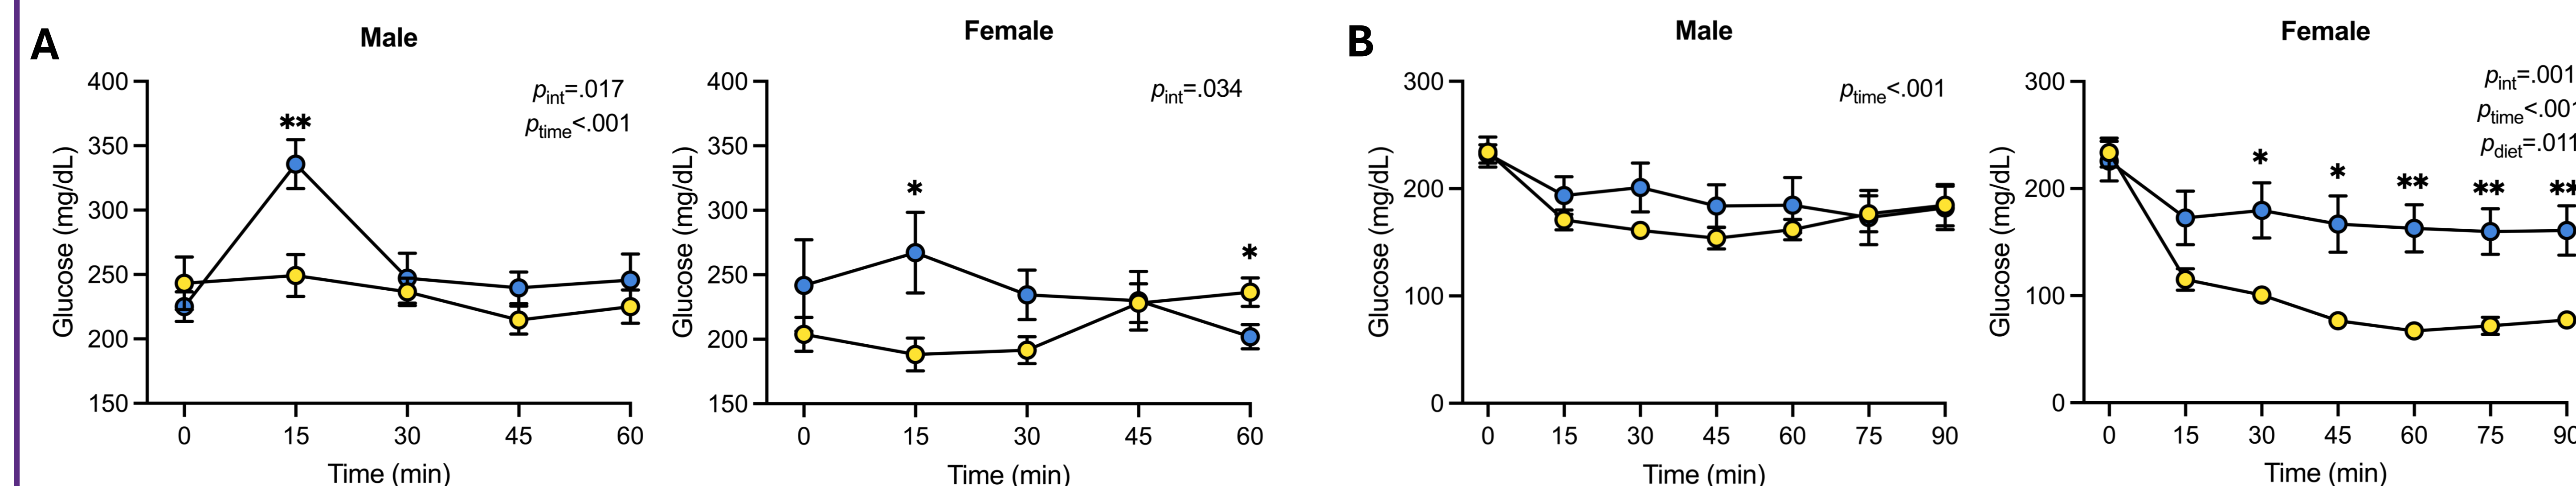 A
Male
400
350
300
250
200
150
Glucose (mg/dL)
**
pint=.017
ptime<.001
0 15 30 45 60
Time (min)
Female
400
350
300
250
200
150
Glucose (mg/dL)
*
*
pint=.034
0 15 30 45 60
Time (min)
B
Male
300
200
100
0
Glucose (mg/dL)
ptime<.001
0 15 30 45 60 75 90
Time (min)
Female
300
200
100
0
Glucose (mg/dL)
pint=.001
ptime<.001
pdiet=.011
* * ** ** **
0 15 30 45 60 75 90
Time (min)